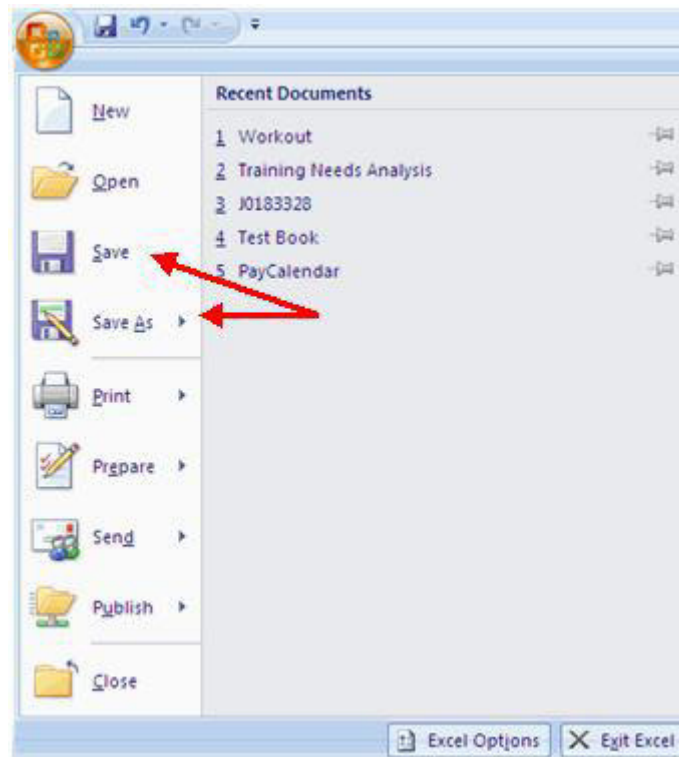 New
Open
Save
Save As
Print
Prepare
Send
Publish
Close
Recent Documents
1 Workout
2 Training Needs Analysis
3 J0183328
4 Test Book
5 PayCalendar
Excel Options
Exit Excel